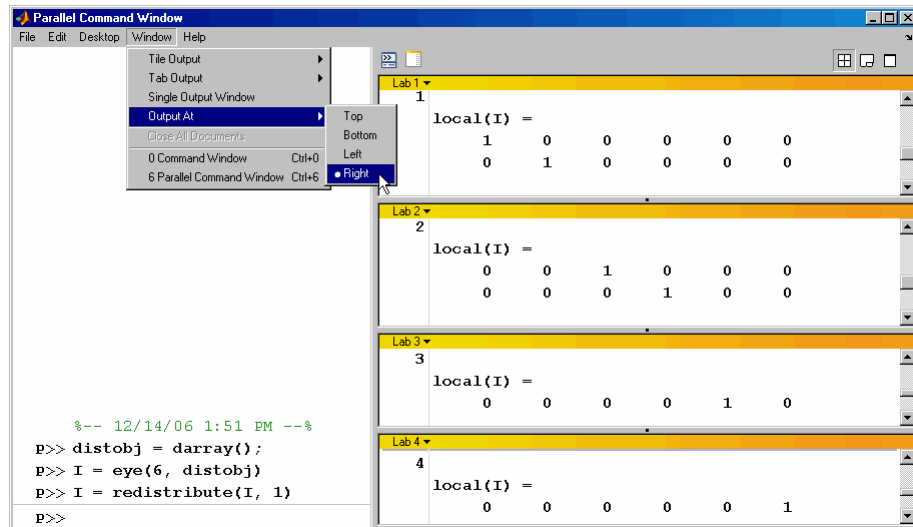 Parallel Command Window
File Edit Desktop Window Help
Tile Output
Tab Output
Single Output Window
Output At
Close All Documents
0 Command Window Ctrl+0
6 Parallel Command Window Ctrl+6
Top
Bottom
Left
Right
%-- 12/14/06 1:51 PM --%
p>> distobj = darray();
p>> I = eye(6, distobj)
p>> I = redistribute(I, 1)
p>>
Lab 1
1
local(I) =
1 0 0 0 0 0
0 1 0 0 0 0
Lab 2
2
local(I) =
0 0 1 0 0 0
0 0 0 1 0 0
Lab 3
3
local(I) =
0 0 0 0 1 0
Lab 4
4
local(I) =
0 0 0 0 0 1